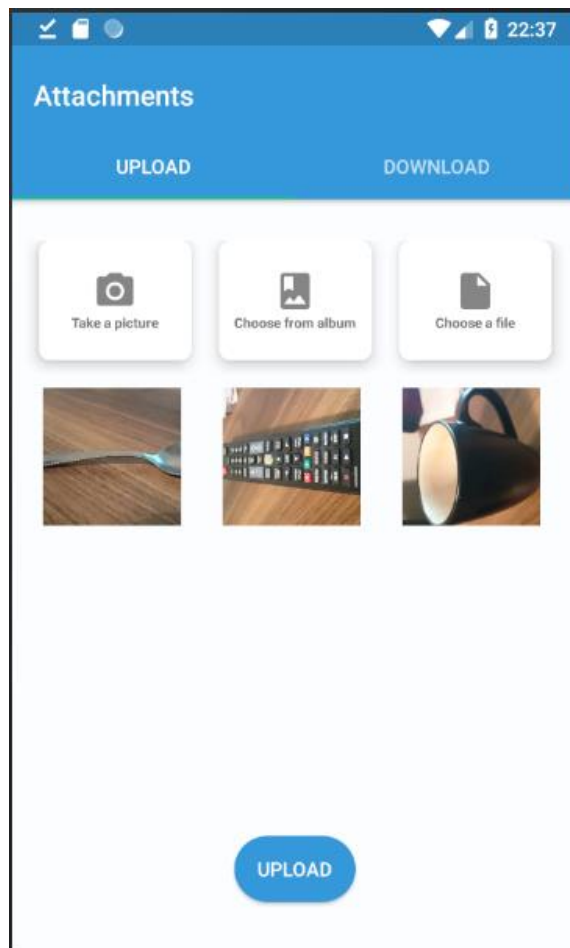 22:37
Attachments
UPLOAD DOWNLOAD
Take a picture Choose from album Choose a file
UPLOAD